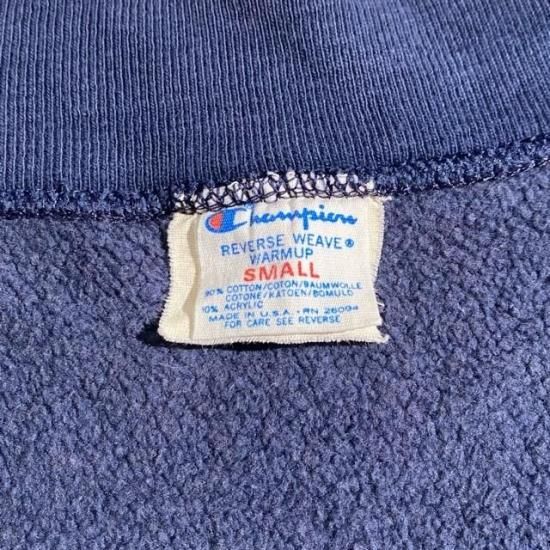 Champion
REVERSE WEAVE®
WARMUP
SMALL
90% COTTON/COTON/BAUMWOLLE
COTONE/KATOEN/BOMULD
10% ACRYLIC
MADE IN U.S.A. • RN 26094
FOR CARE SEE REVERSE